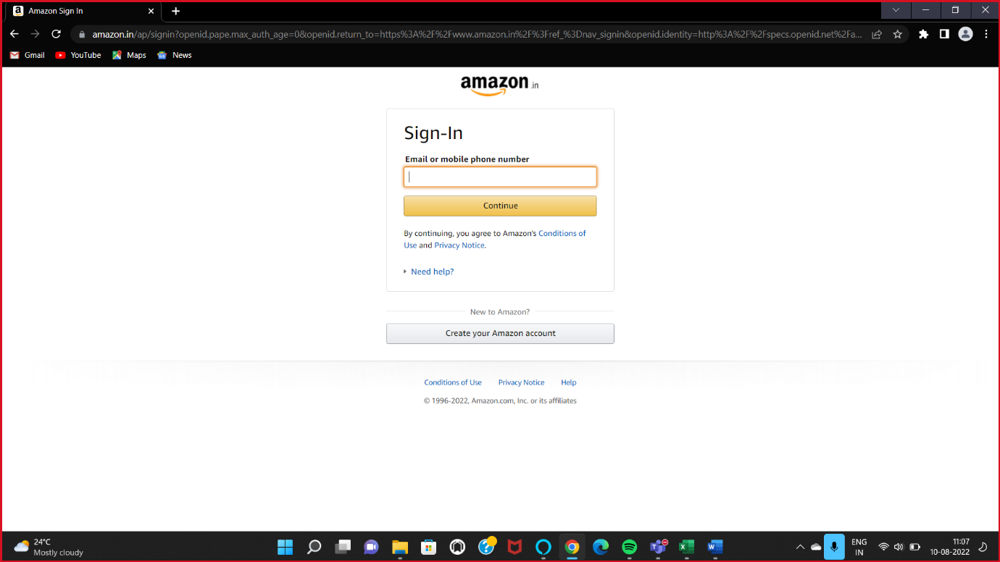 Amazon Sign In
amazon.in/ap/signin?openid.pape.max_auth_age=0&openid.return_to=https%3A%2F%2Fwww.amazon.in%2F%3Fref_%3Dnav_signin&openid.identity=http%3A%2F%2Fspecs.openid.net%2Fa...
Gmail YouTube Maps News
amazon.in
Sign-In
Email or mobile phone number
Continue
By continuing, you agree to Amazon's Conditions of
Use and Privacy Notice.
Need help?
New to Amazon?
Create your Amazon account
Conditions of Use Privacy Notice Help
© 1996-2022, Amazon.com, Inc. or its affiliates
24°C
Mostly cloudy
ENG
IN
11:07
10-08-2022